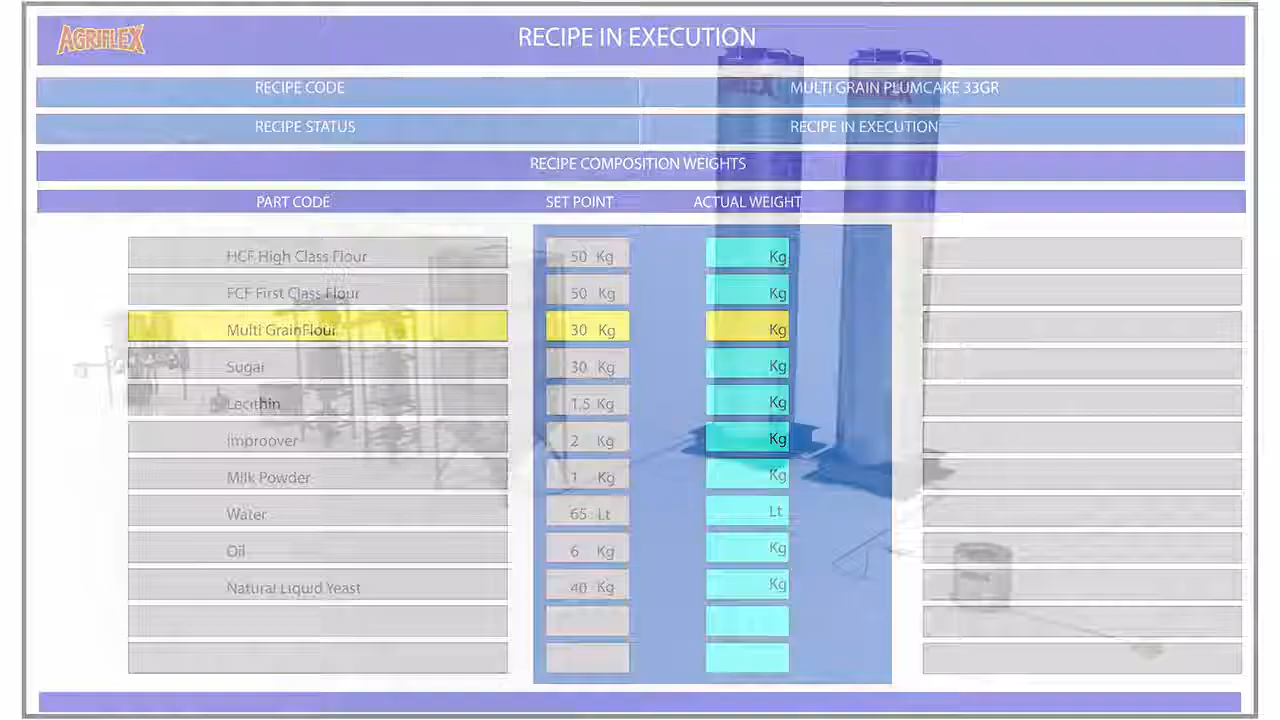 AGRIFLEX
RECIPE IN EXECUTION
RECIPE CODE MULTI GRAIN PLUMCAKE 33GR
RECIPE STATUS RECIPE IN EXECUTION
RECIPE COMPOSITION WEIGHTS
PART CODE SET POINT ACTUAL WEIGHT
HCF High Class Flour 50 Kg Kg
FCF First Class Flour 50 Kg Kg
Multi GrainFlour 30 Kg Kg
Sugar 30 Kg Kg
Lecithin 1,5 Kg Kg
Improover 2 Kg Kg
Milk Powder 1 Kg Kg
Water 65 Lt Lt
Oil 6 Kg Kg
Natural Liquid Yeast 40 Kg Kg